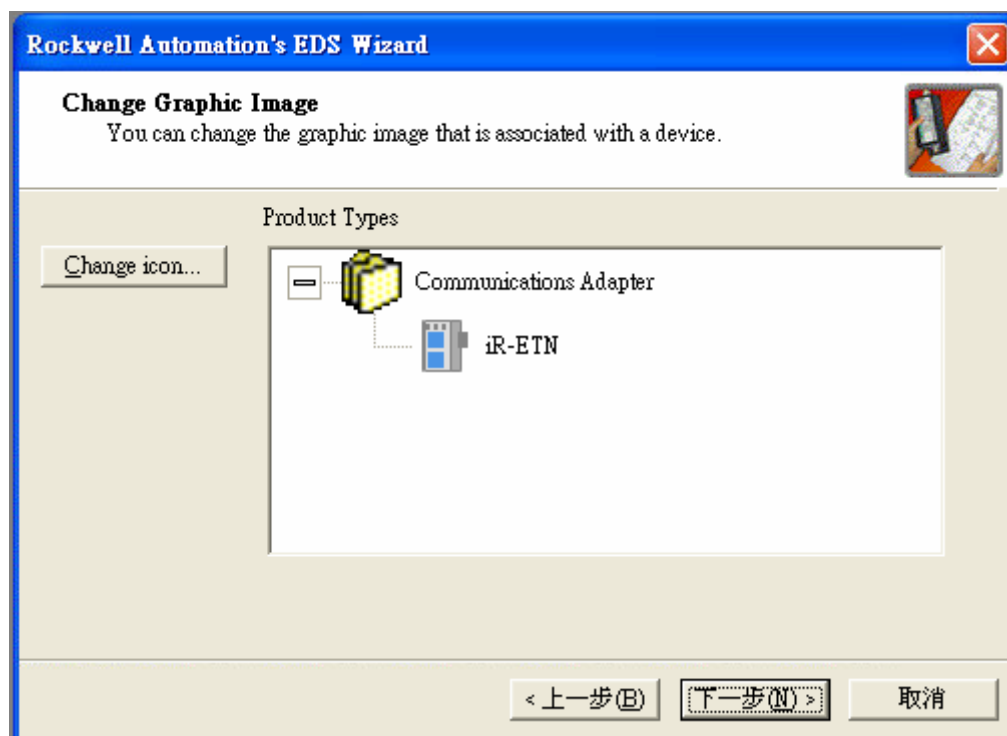 Rockwell Automation's EDS Wizard
Change Graphic Image
You can change the graphic image that is associated with a device.
Product Types
Change icon...
Communications Adapter
iR-ETN
<上一步(B)
下一步(N)>
取消